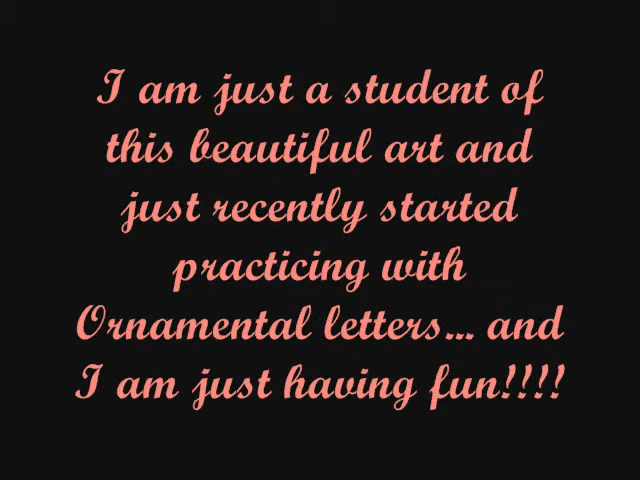 I am just a student of
this beautiful art and
just recently started
practicing with
Ornamental letters... and
I am just having fun!!!!